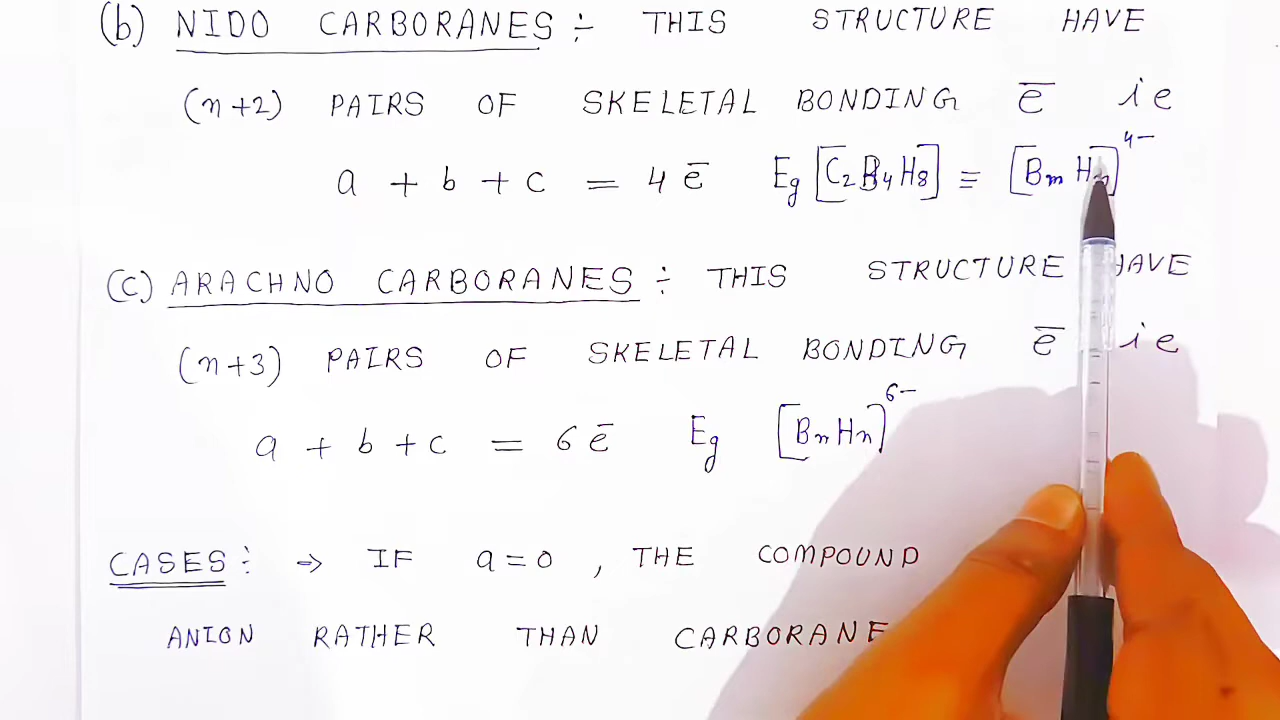 (b) NIDO CARBORANES ÷ THIS STRUCTURE HAVE
(n+2) PAIRS OF SKELETAL BONDING e̅ ie
a + b + c = 4 e̅ Eg [C₂B₄H₈] ≡ [BₙHₙ]⁴⁻
(C) ARACHNO CARBORANES ÷ THIS STRUCTURE HAVE
(n+3) PAIRS OF SKELETAL BONDING e̅ ie
a + b + c = 6 e̅ Eg [BₙHₙ]⁶⁻
CASES ÷ → IF a=0 , THE COMPOUND
ANION RATHER THAN CARBORANE